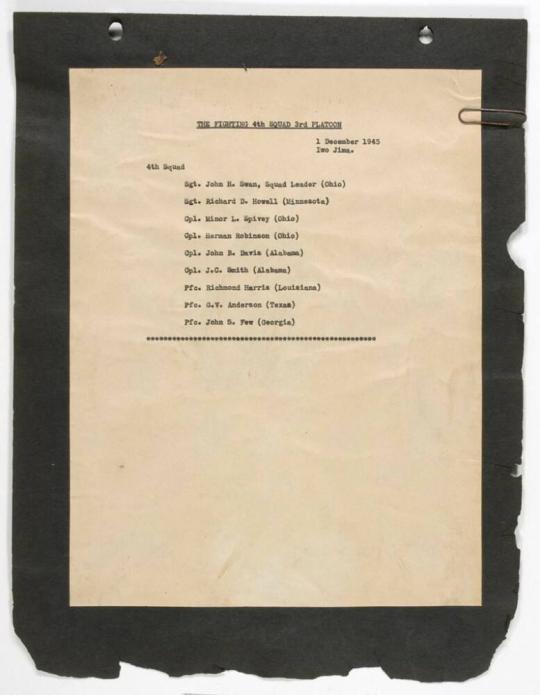 THE FIGHTING 4th SQUAD 3rd PLATOON
1 December 1945
Iwo Jima.
4th Squad
Sgt. John H. Swan, Squad Leader (Ohio)
Sgt. Richard D. Howell (Minnesota)
Cpl. Minor L. Spivey (Ohio)
Cpl. Herman Robinson (Ohio)
Cpl. John B. Davis (Alabama)
Cpl. J.C. Smith (Alabama)
Pfc. Richmond Harris (Louisiana)
Pfc. G.V. Anderson (Texas)
Pfc. John S. Few (Georgia)